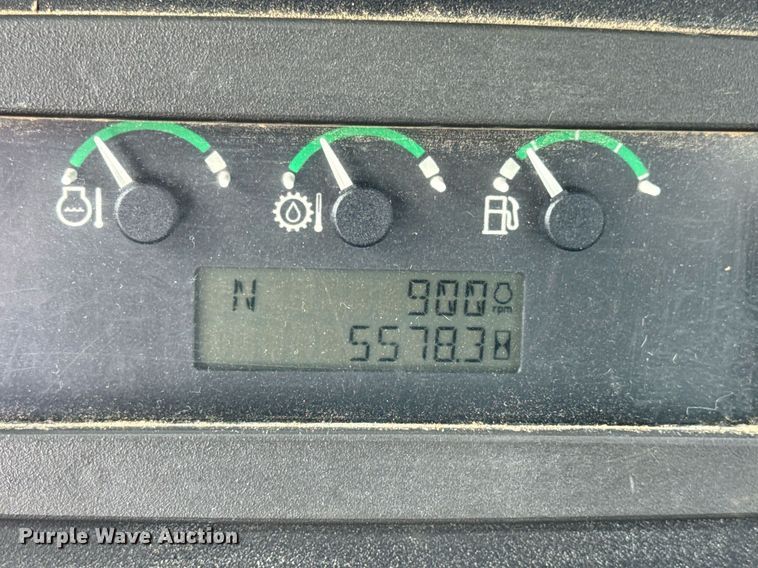 N 900 rpm
5578.3
Purple Wave Auction